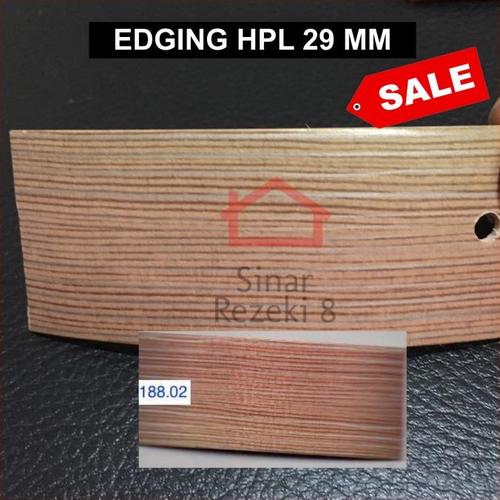 EDGING HPL 29 MM
SALE
Sinar
Rezeki 8
188.02